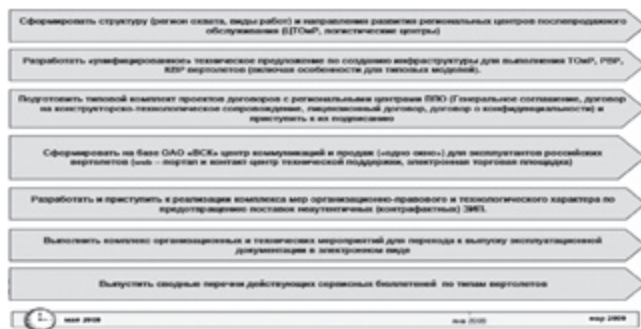 Сформировать структуру (регион охвата, виды работ) и направления развития региональных центров послепродажного
обслуживания (ЦТОиР, логистические центры)
Разработать «унифицированное» техническое предложение по созданию инфраструктуры для выполнения ТОиР, РВР,
КВР вертолетов (включая особенности для типовых моделей).
Подготовить типовой комплект проектов договоров с региональными центрами ППО (Генеральное соглашение, договор
на конструкторско-технологическое сопровождение, лицензионный договор, договор о конфиденциальности) и
приступить к их подписанию
Сформировать на базе ОАО «ВСК» центр коммуникаций и продаж («одно окно») для эксплуатантов российских
вертолетов (web – портал и контакт центр технической поддержки, электронная торговая площадка)
Разработать и приступить к реализации комплекса мер организационно-правового и технологического характера по
предотвращению поставок неаутентичных (контрафактных) ЗИП.
Выполнить комплекс организационных и технических мероприятий для перехода к выпуску эксплуатационной
документации в электронном виде
Выпустить сводные перечни действующих сервисных бюллетеней по типам вертолетов
янв 2009
мар 2009